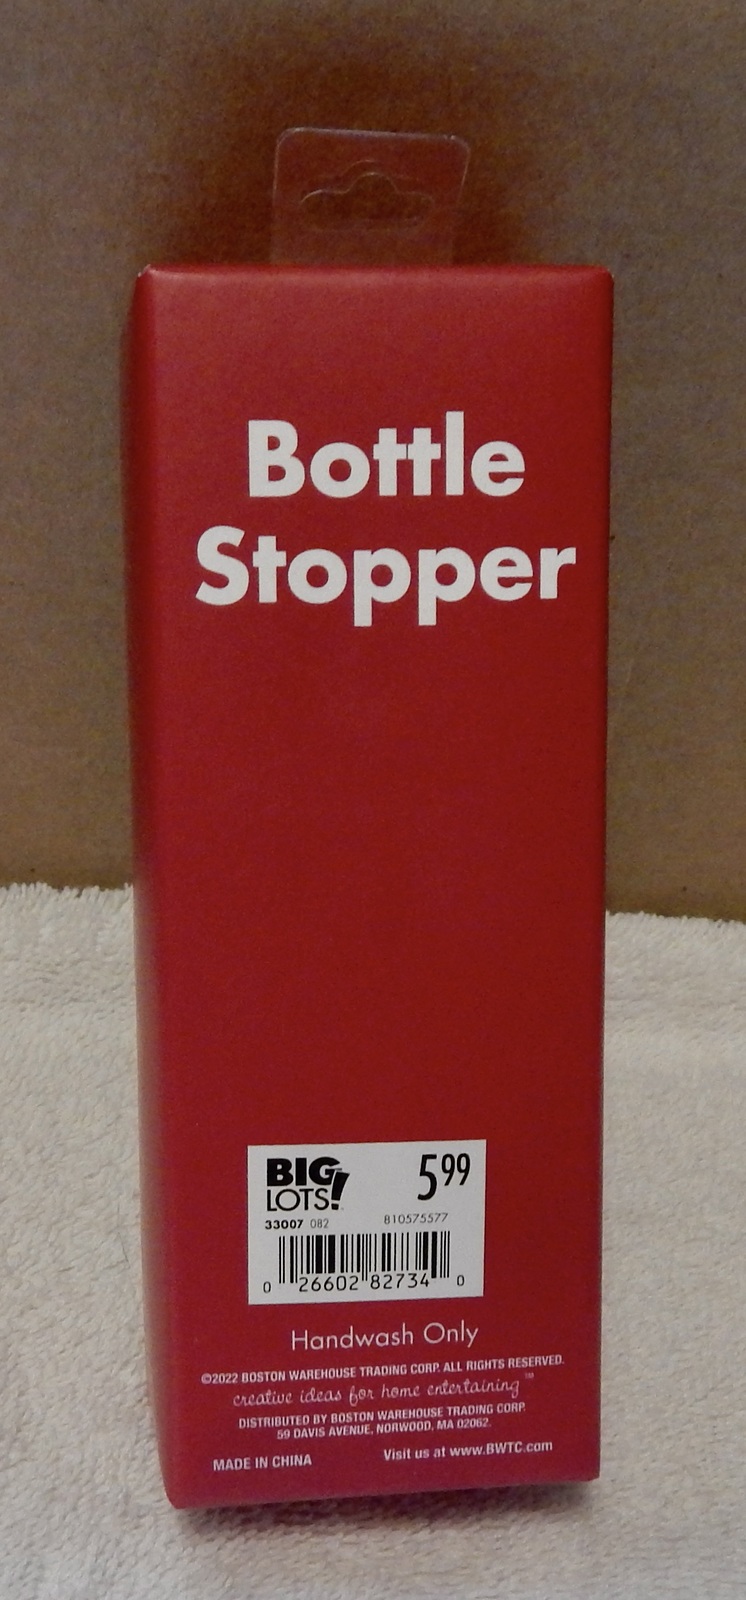 Bottle
Stopper
BIG
LOTS!
5.99
33007 082
810575577
0 26602 82734 0
Handwash Only
©2022 BOSTON WAREHOUSE TRADING CORP. ALL RIGHTS RESERVED.
creative ideas for home entertaining™
DISTRIBUTED BY BOSTON WAREHOUSE TRADING CORP.
59 DAVIS AVENUE, NORWOOD, MA 02062.
MADE IN CHINA
Visit us at www.BWTC.com